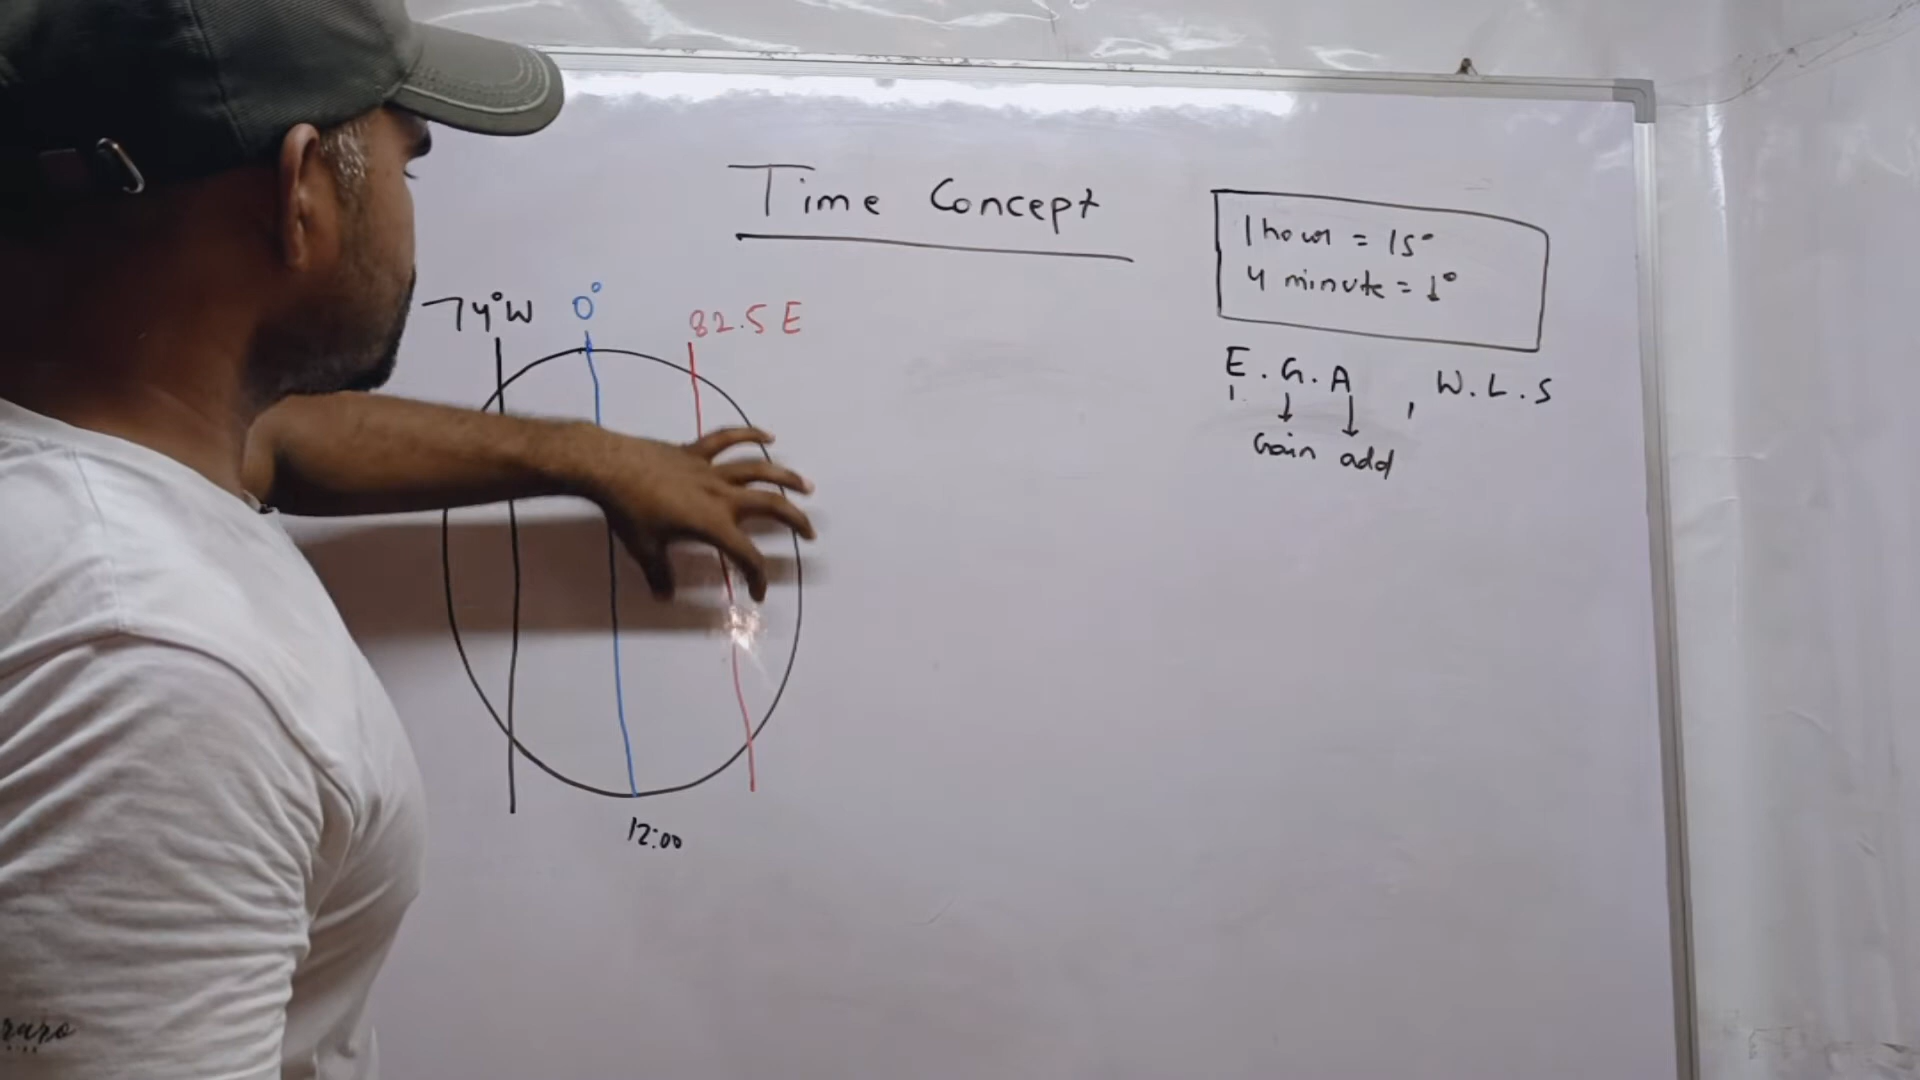 Time Concept
1 hour = 15°
4 minute = 1°
74°W 0° 82.5 E
E. G. A , W. L. S
Gain add
12:00